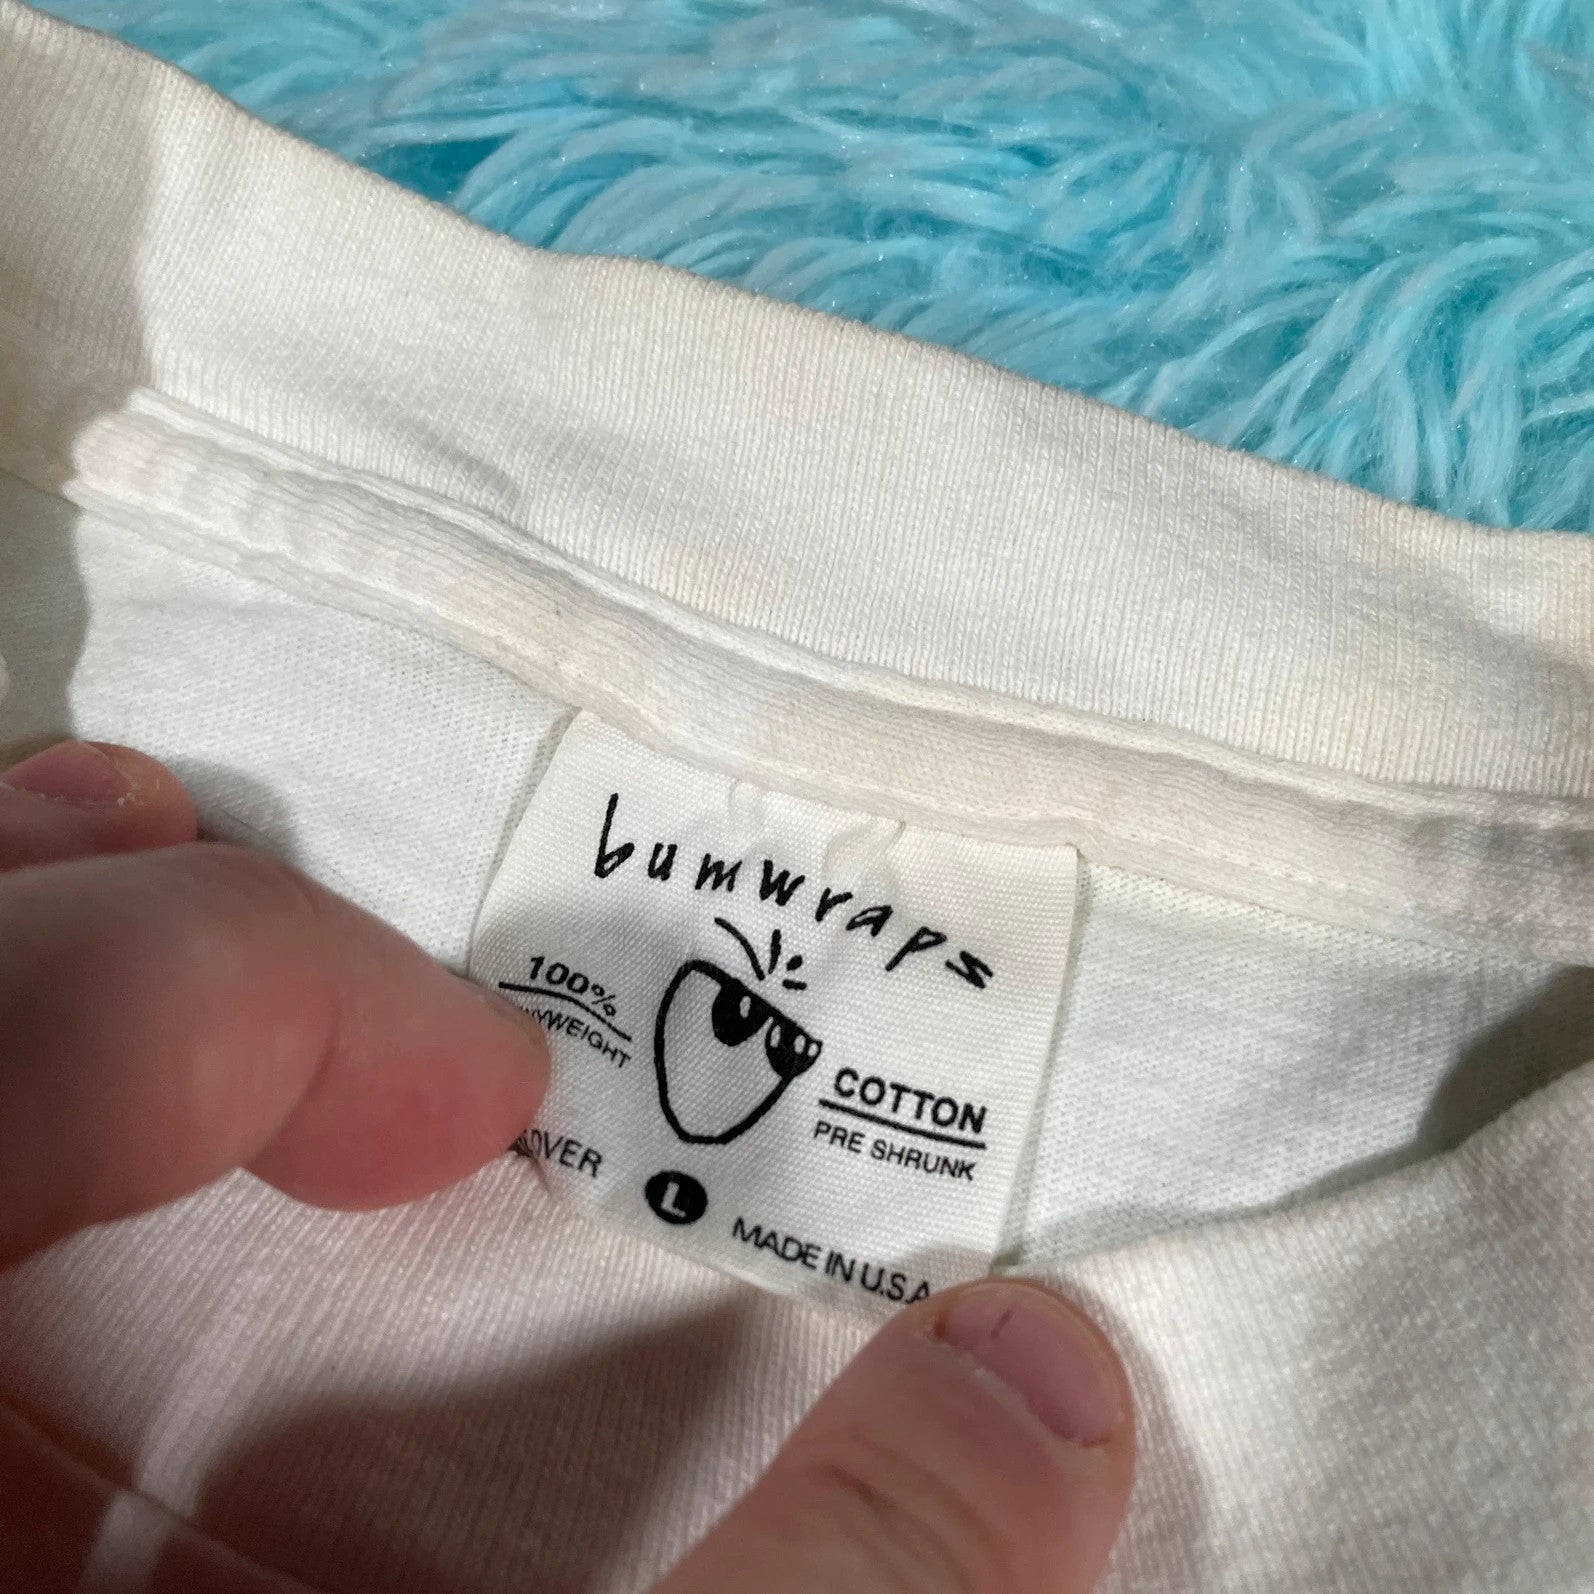 bumwraps
100%
COTTON
PRE SHRUNK
L
MADE IN U.S.A